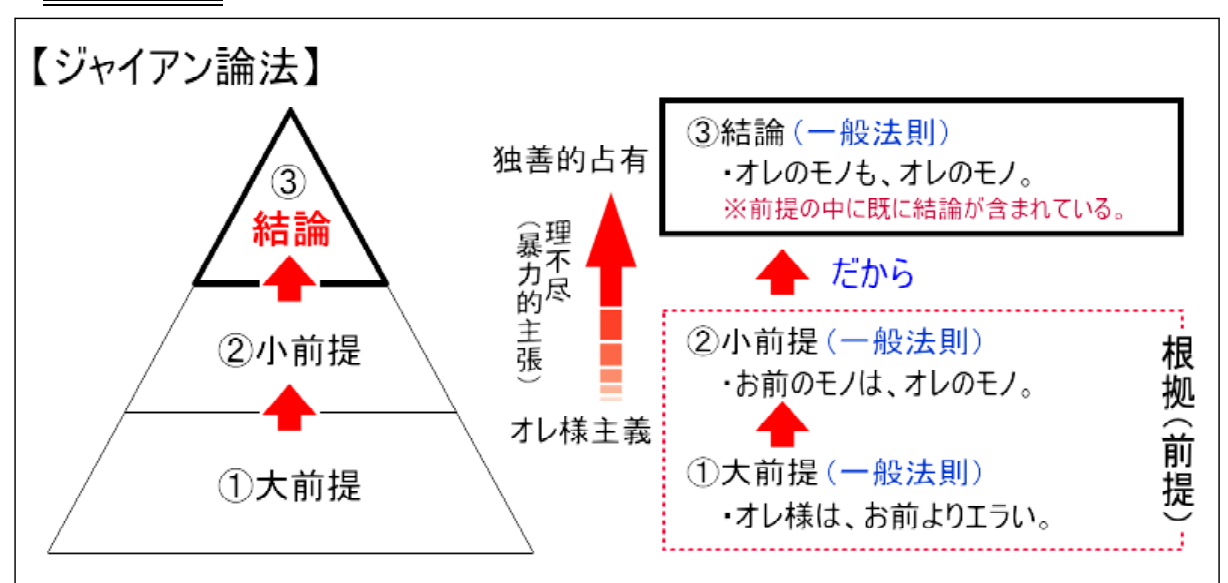 【ジャイアン論法】
③
結論
②小前提
①大前提
独善的占有
理不尽
（暴力的主張）
オレ様主義
③結論（一般法則）
・オレのモノも、オレのモノ。
※前提の中に既に結論が含まれている。
だから
②小前提（一般法則）
・お前のモノは、オレのモノ。
①大前提（一般法則）
・オレ様は、お前よりエラい。
根拠（前提）